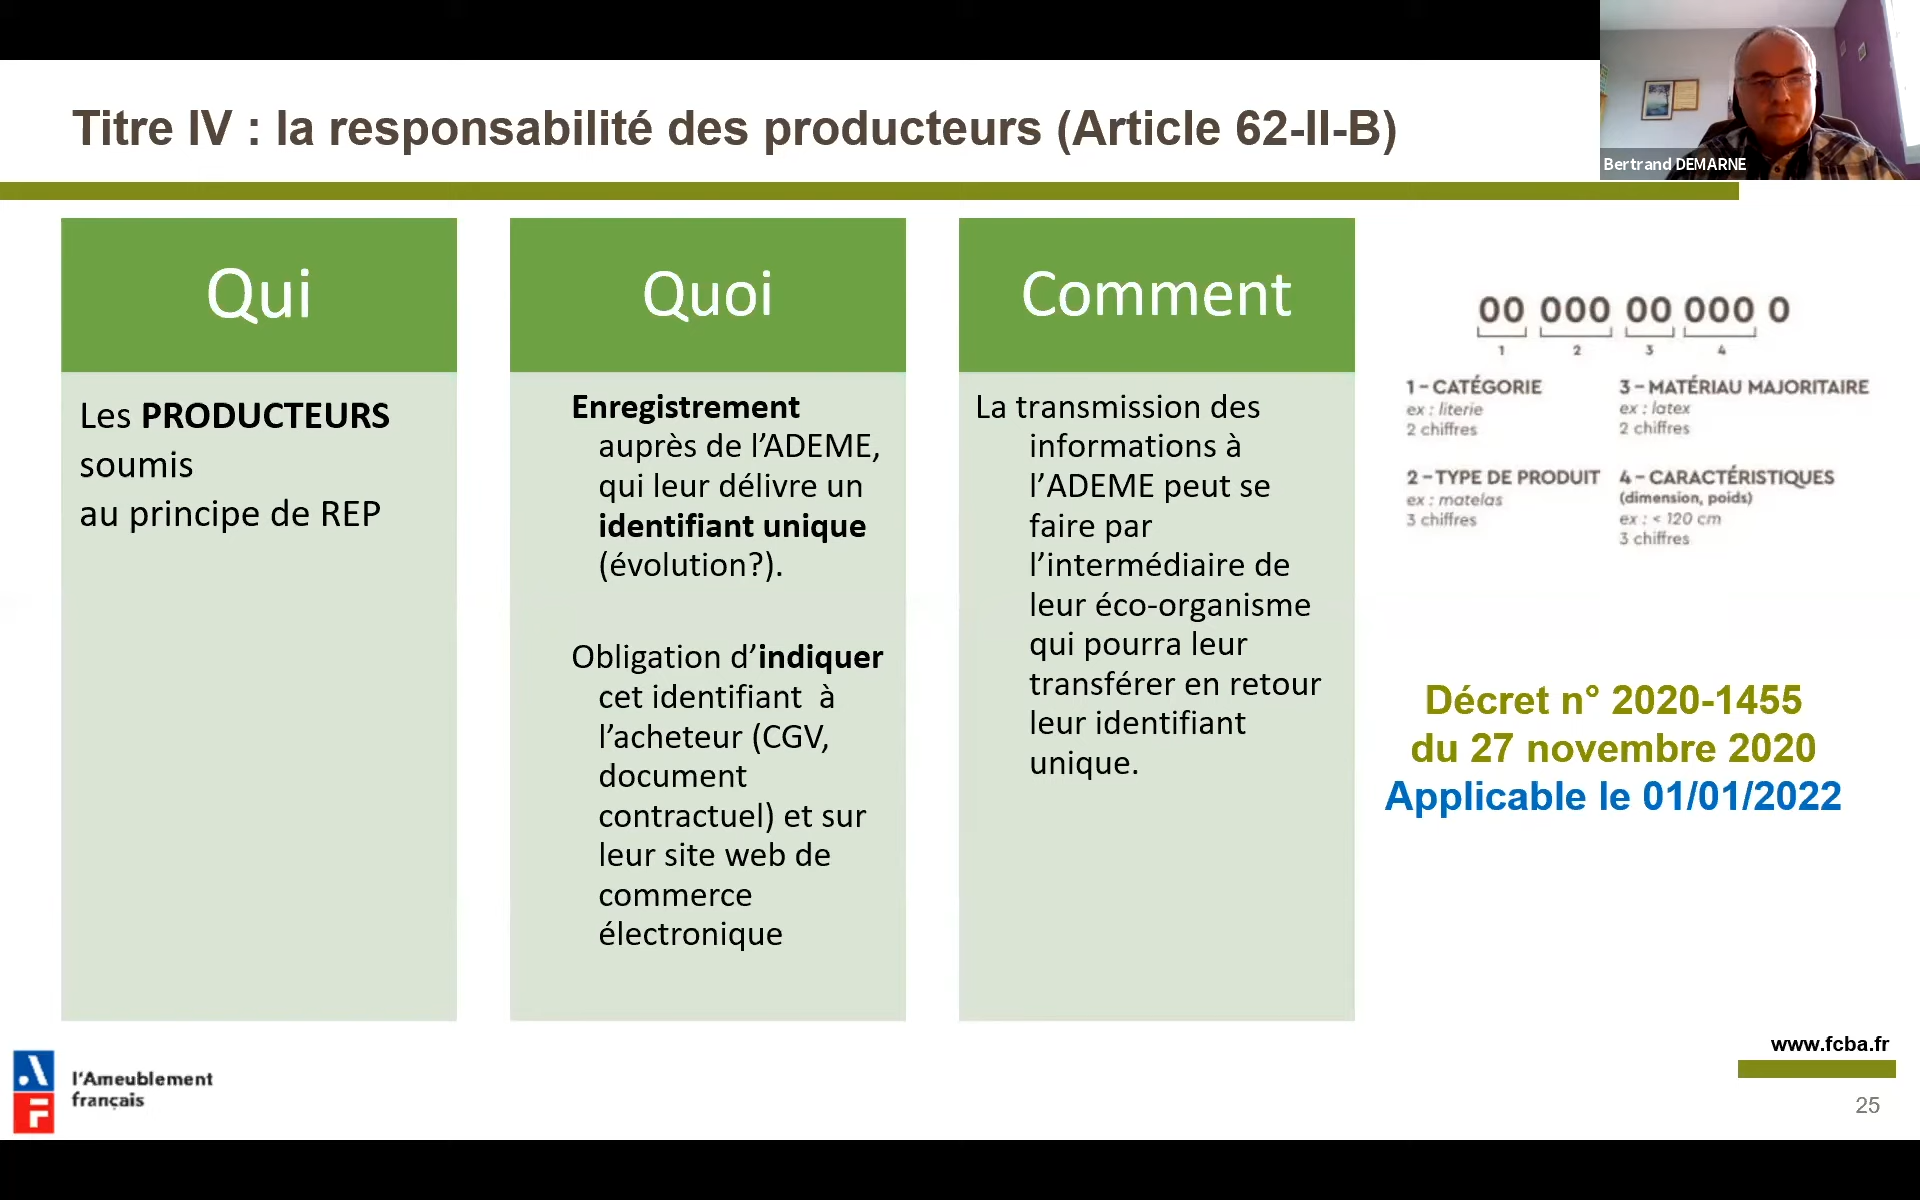 Titre IV : la responsabilité des producteurs (Article 62-II-B)
Bertrand DEMARNE
Qui
Les PRODUCTEURS
soumis
au principe de REP
Quoi
Enregistrement
auprès de l’ADEME,
qui leur délivre un
identifiant unique
(évolution?).
Obligation d’indiquer
cet identifiant à
l’acheteur (CGV,
document
contractuel) et sur
leur site web de
commerce
électronique
Comment
La transmission des
informations à
l’ADEME peut se
faire par
l’intermédiaire de
leur éco-organisme
qui pourra leur
transférer en retour
leur identifiant
unique.
00 000 00 000 0
1 2 3 4
1 – CATÉGORIE
ex : literie
2 chiffres
3 – MATÉRIAU MAJORITAIRE
ex : latex
2 chiffres
2 – TYPE DE PRODUIT
ex : matelas
3 chiffres
4 – CARACTÉRISTIQUES
(dimension, poids)
ex : < 120 cm
3 chiffres
Décret n° 2020-1455
du 27 novembre 2020
Applicable le 01/01/2022
www.fcba.fr
25
AF
l’Ameublement
français